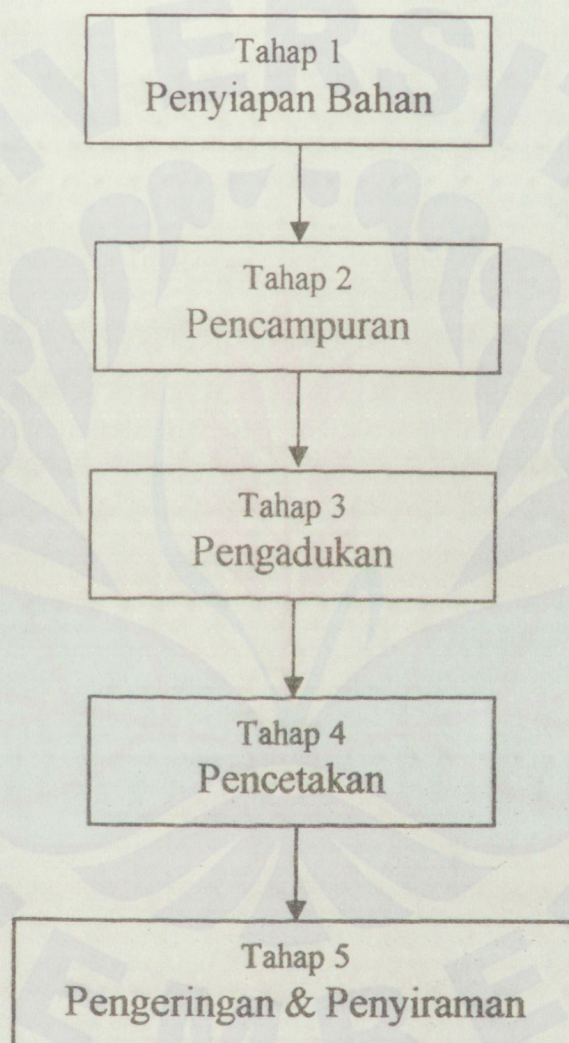 Tahap 1
Penyiapan Bahan
Tahap 2
Pencampuran
Tahap 3
Pengadukan
Tahap 4
Pencetakan
Tahap 5
Pengeringan & Penyiraman